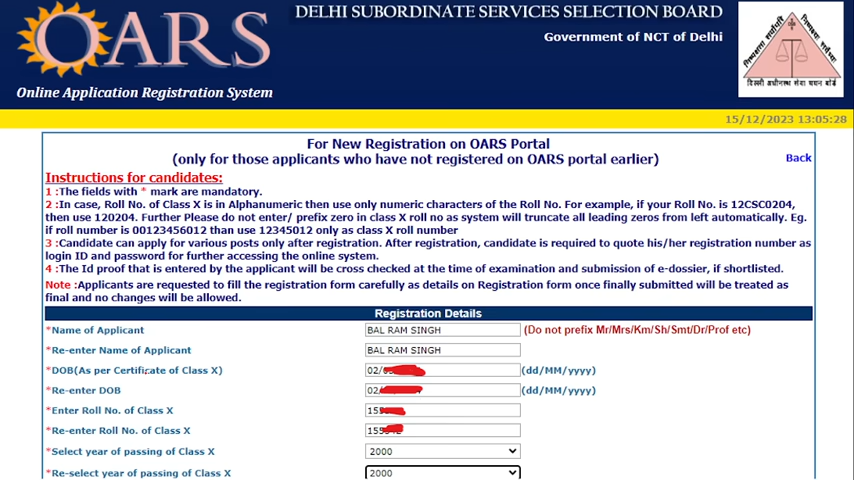 OARS
Online Application Registration System
DELHI SUBORDINATE SERVICES SELECTION BOARD
Government of NCT of Delhi
15/12/2023 13:05:28
For New Registration on OARS Portal
(only for those applicants who have not registered on OARS portal earlier)
Back
Instructions for candidates:
1 :The fields with * mark are mandatory.
2 :In case, Roll No. of Class X is in Alphanumeric then use only numeric characters of the Roll No. For example, if your Roll No. is 12CSC0204,
then use 120204. Further Please do not enter/ prefix zero in class X roll no as system will truncate all leading zeros from left automatically. Eg.
if roll number is 00123456012 than use 12345012 only as class X roll number
3 :Candidate can apply for various posts only after registration. After registration, candidate is required to quote his/her registration number as
login ID and password for further accessing the online system.
4 :The Id proof that is entered by the applicant will be cross checked at the time of examination and submission of e-dossier, if shortlisted.
Note :Applicants are requested to fill the registration form carefully as details on Registration form once finally submitted will be treated as
final and no changes will be allowed.
Registration Details
*Name of Applicant BAL RAM SINGH (Do not prefix Mr/Mrs/Km/Sh/Smt/Dr/Prof etc)
*Re-enter Name of Applicant BAL RAM SINGH
*DOB(As per Certificate of Class X) 02/ (dd/MM/yyyy)
*Re-enter DOB 02/ (dd/MM/yyyy)
*Enter Roll No. of Class X
*Re-enter Roll No. of Class X
*Select year of passing of Class X 2000
*Re-select year of passing of Class X 2000